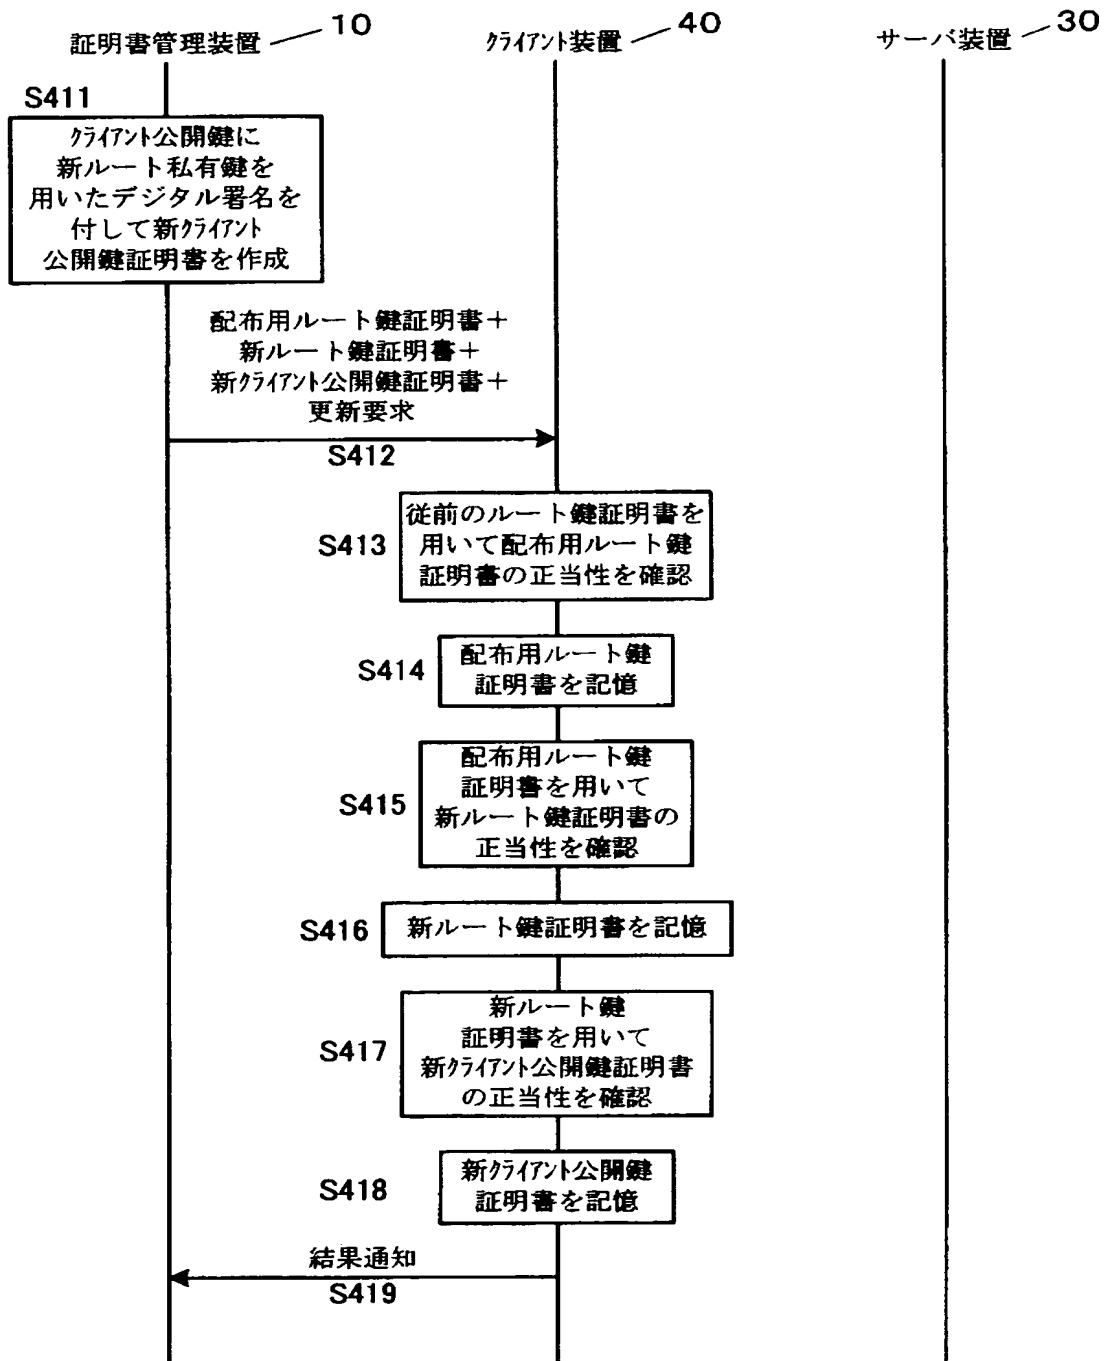 証明書管理装置 10
クライアント装置 40
サーバ装置 30
S411
クライアント公開鍵に
新ルート私有鍵を
用いたデジタル署名を
付して新クライアント
公開鍵証明書を作成
配布用ルート鍵証明書＋
新ルート鍵証明書＋
新クライアント公開鍵証明書＋
更新要求
S412
S413
従前のルート鍵証明書を
用いて配布用ルート鍵
証明書の正当性を確認
S414
配布用ルート鍵
証明書を記憶
S415
配布用ルート鍵
証明書を用いて
新ルート鍵証明書の
正当性を確認
S416
新ルート鍵証明書を記憶
S417
新ルート鍵
証明書を用いて
新クライアント公開鍵証明書
の正当性を確認
S418
新クライアント公開鍵
証明書を記憶
結果通知
S419